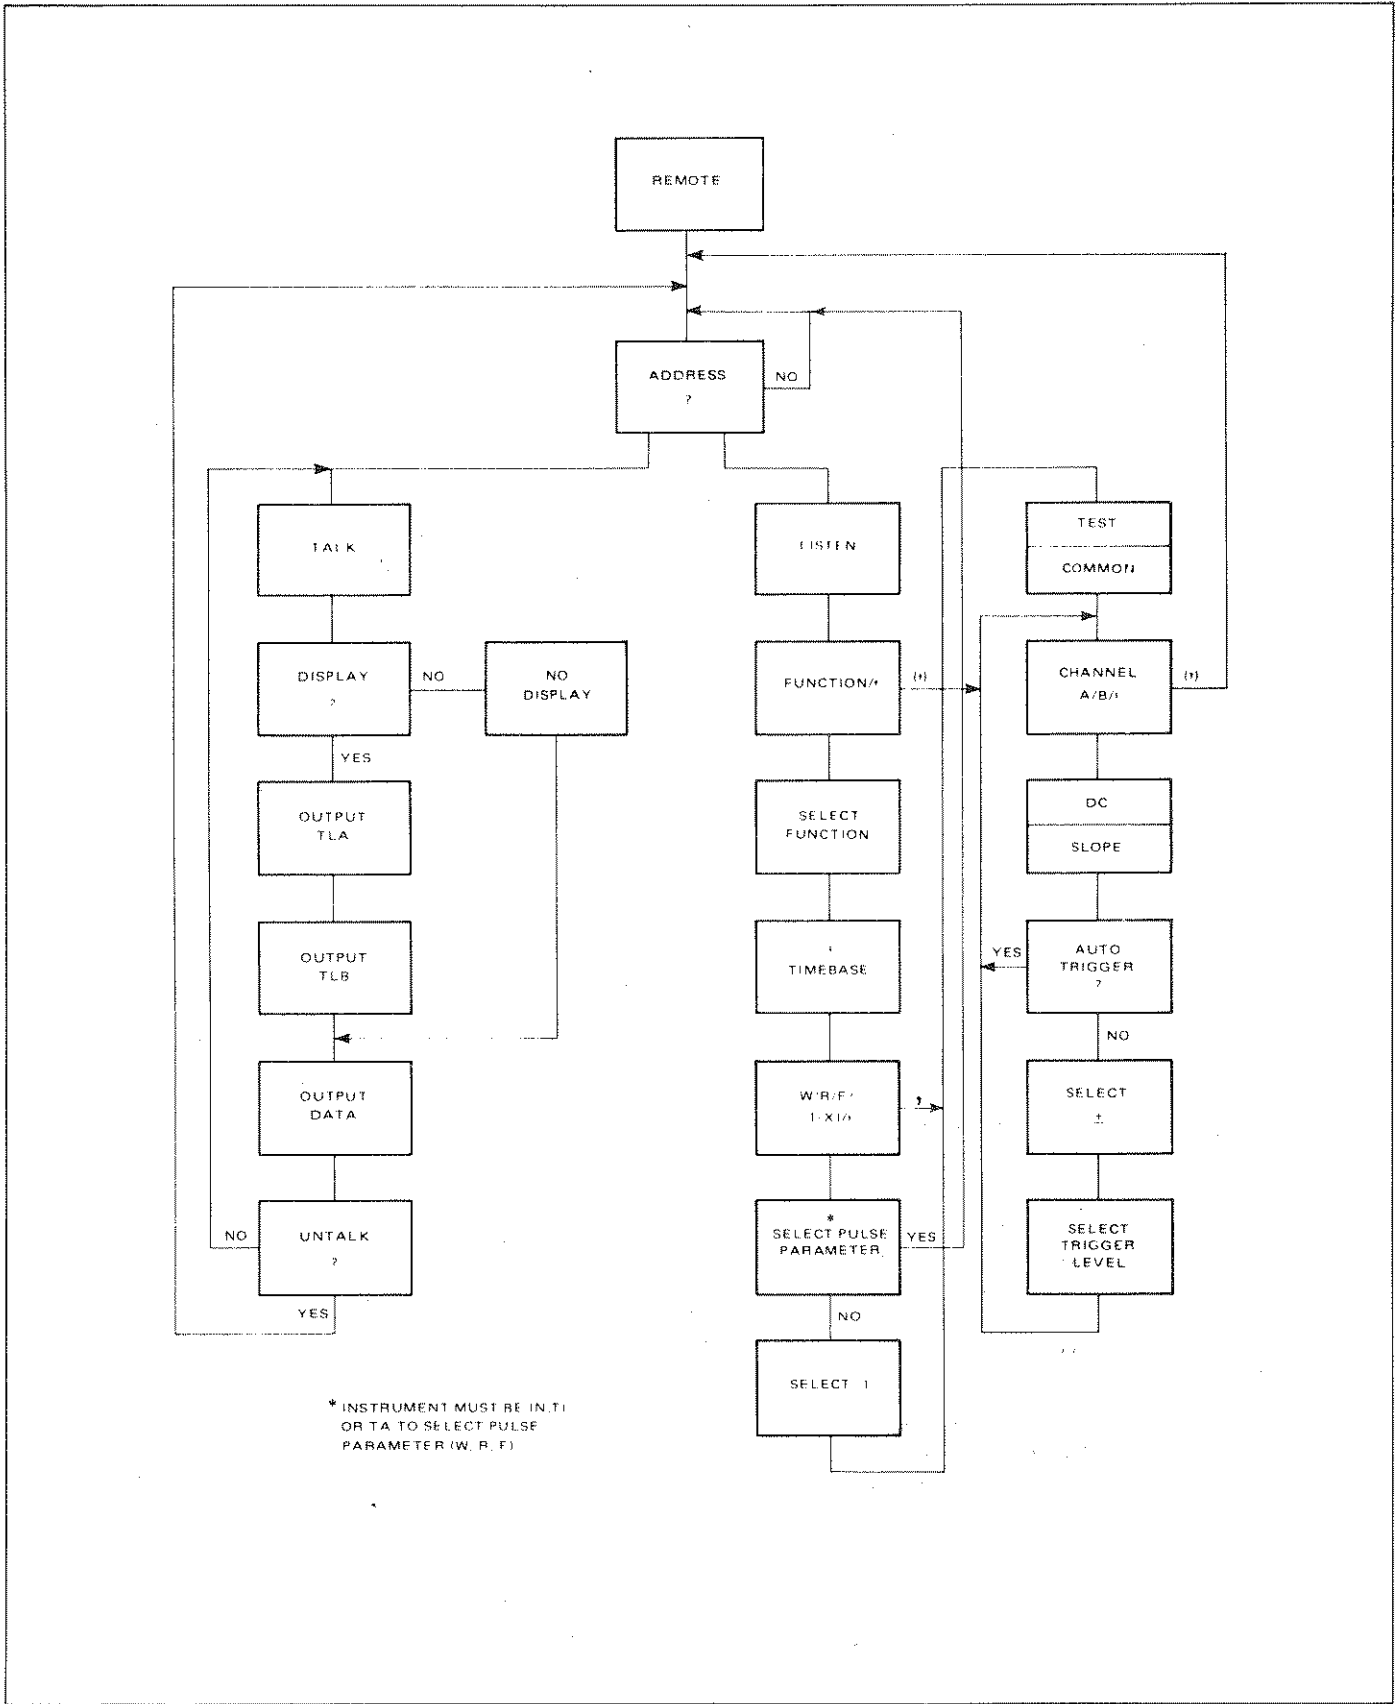 REMOTE
ADDRESS
?
NO
TALK
DISPLAY
?
NO
NO
DISPLAY
YES
OUTPUT
TLA
OUTPUT
TLB
OUTPUT
DATA
UNTALK
?
NO
YES
LISTEN
SELECT
FUNCTION
TIMEBASE
*
SELECT PULSE
PARAMETER
YES
NO
TEST
COMMON
CHANNEL
DC
SLOPE
AUTO
TRIGGER
?
YES
NO
SELECT
±
SELECT
TRIGGER
LEVEL
* INSTRUMENT MUST BE IN TI
OR TA TO SELECT PULSE
PARAMETER (W, R, F)